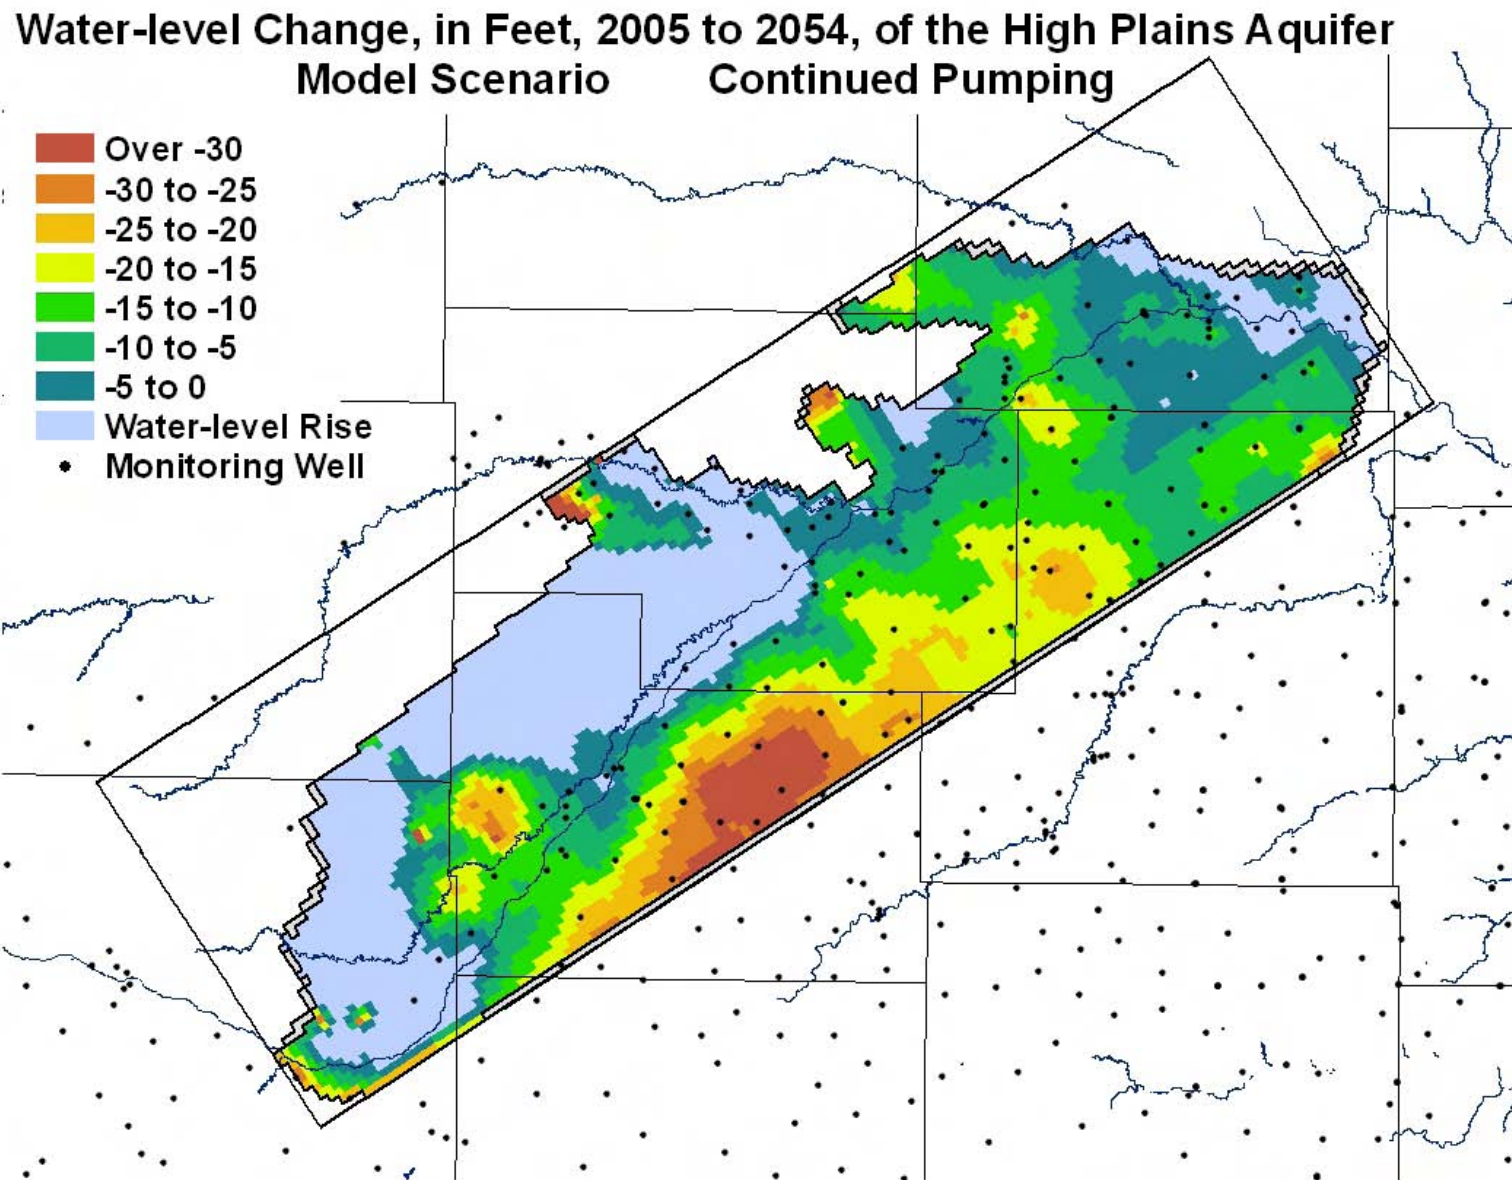 Water-level Change, in Feet, 2005 to 2054, of the High Plains Aquifer
Model Scenario Continued Pumping
Over -30
-30 to -25
-25 to -20
-20 to -15
-15 to -10
-10 to -5
-5 to 0
Water-level Rise
Monitoring Well